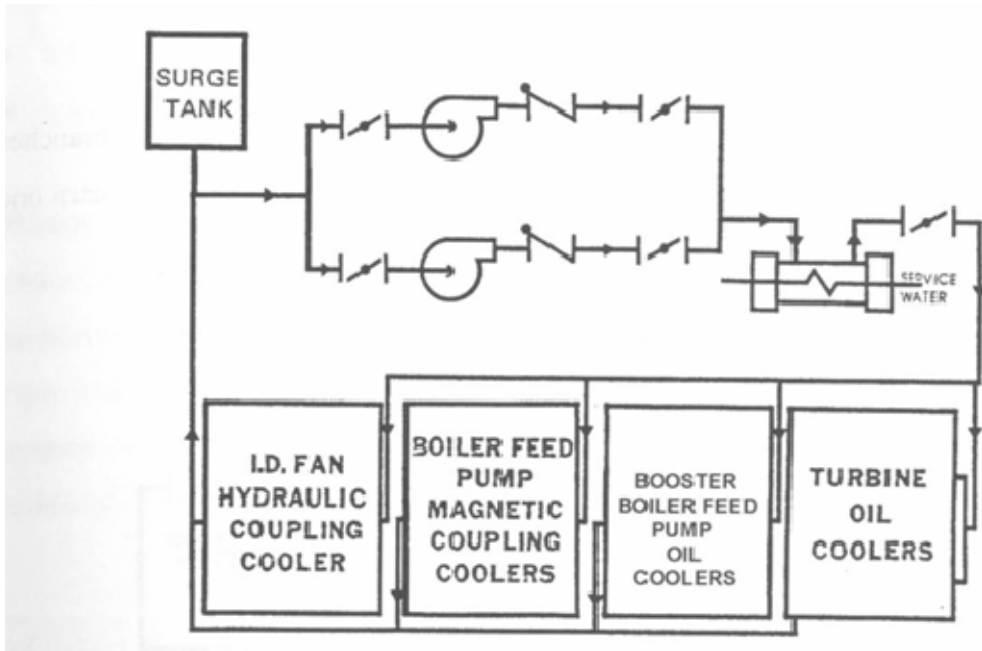 SURGE
TANK
SERVICE
WATER
I.D. FAN
HYDRAULIC
COUPLING
COOLER
BOILER FEED
PUMP
MAGNETIC
COUPLING
COOLERS
BOOSTER
BOILER FEED
PUMP
OIL
COOLERS
TURBINE
OIL
COOLERS